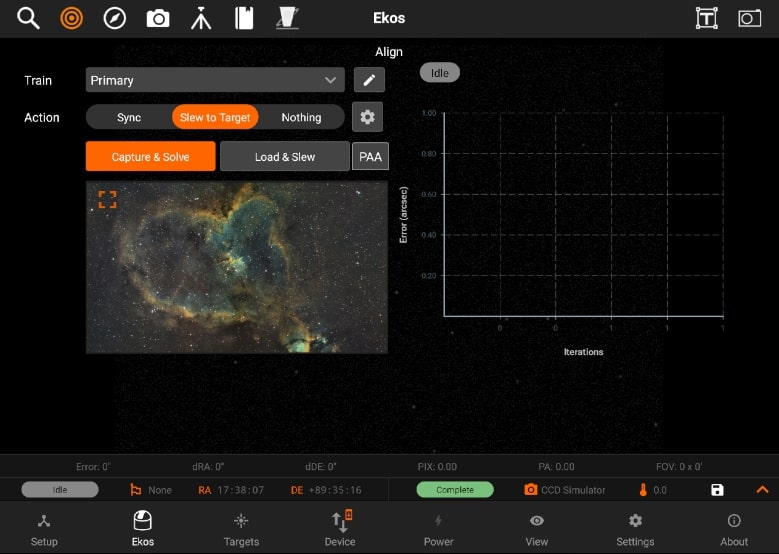 Ekos
T
Align
Train
Primary
Idle
Action
Sync
Slew to Target
Nothing
Capture & Solve
Load & Slew
PAA
1.00
0.80
0.60
0.40
0.20
Error (arcsec)
0 0 1 1 1
Iterations
Error: 0" dRA: 0" dDE: 0" PIX: 0.00 PA: 0.00 FOV: 0 x 0'
Idle None RA 17:38:07 DE +89:35:16 Complete CCD Simulator 0.0
Setup Ekos Targets Device Power View Settings About